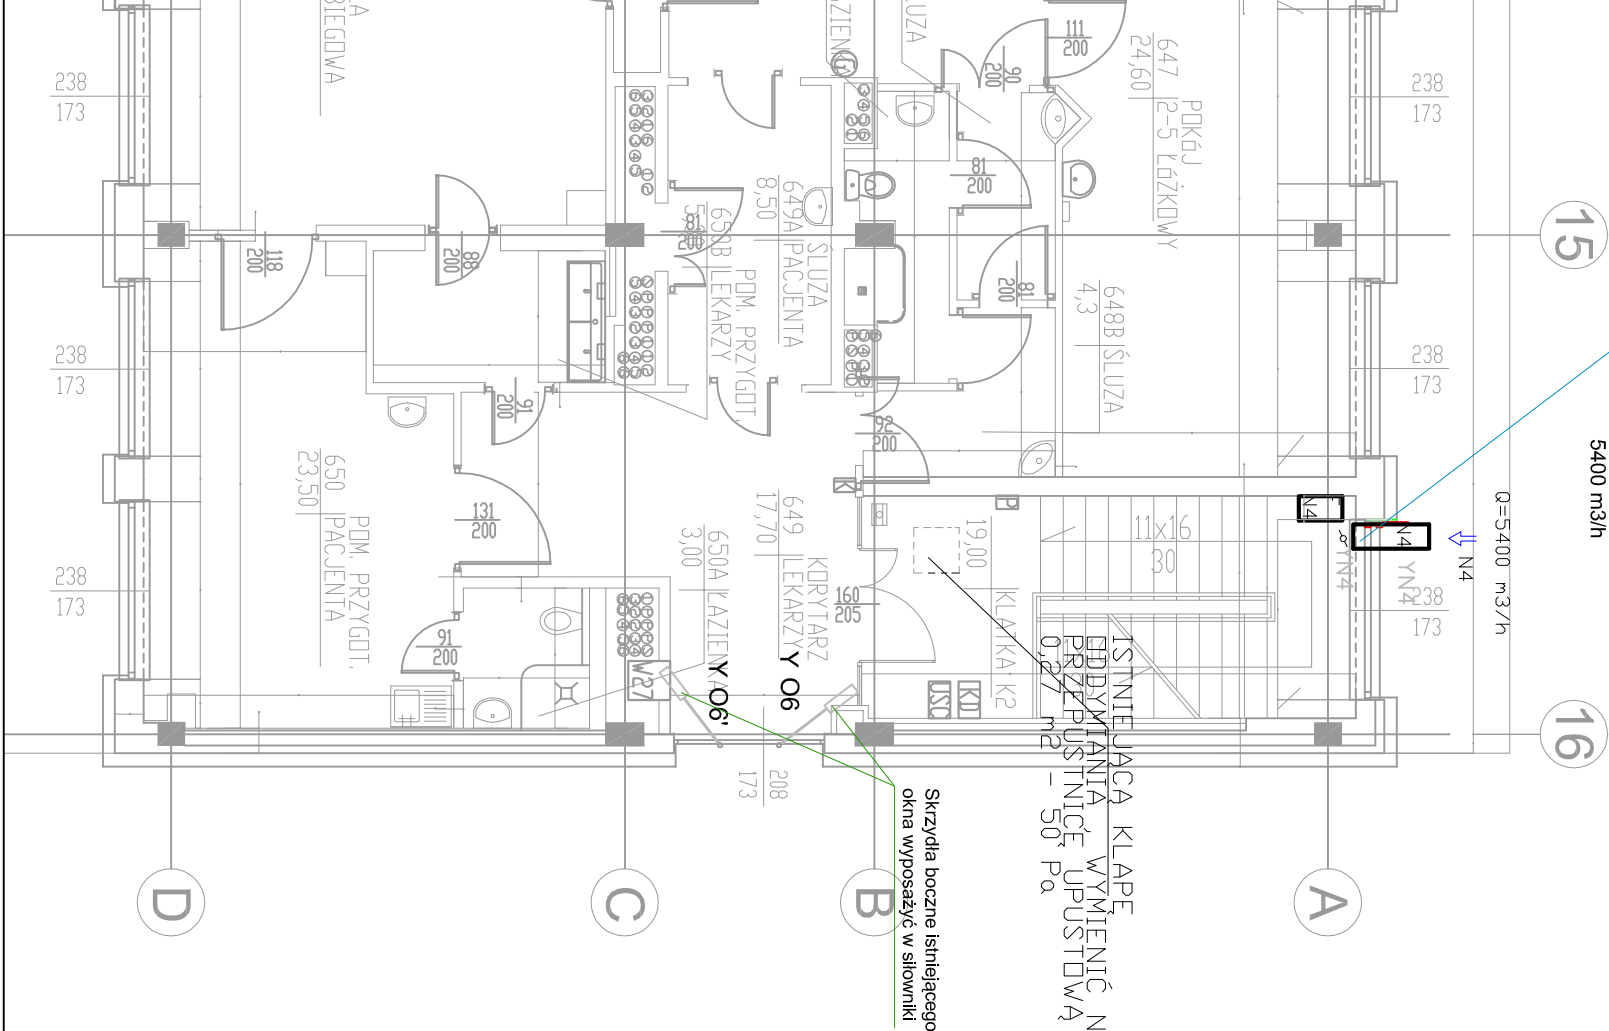 15
16
A
B
C
D
5400 m3/h
Q=5400 m3/h
N4
N4
N4
YN4
YN4
238
173
238
173
238
173
238
173
238
173
238
173
208
173
647
24,60
POKÓJ
2-5 ŁÓŻKOWY
648B ŚLUZA
4,3
649A
8,50
ŚLUZA
PACJENTA
650B
POM. PRZYGOT.
LEKARZY
649
17,70
KORYTARZ
LEKARZY
650A ŁAZIENKA
3,00
650
23,50
POM. PRZYGOT.
PACJENTA
19,00
KLATKA K2
11x16
30
111
200
90
200
81
200
81
200
81
200
92
200
160
205
118
200
88
200
91
200
131
200
91
200
K
P
W27
USC
KD
Y O6
Y O6'
ISTNIEJĄCĄ KLAPĘ
ODDYMIANIA WYMIENIĆ N
PRZEPUSTNICĘ UPUSTOWĄ
0,27 m2 - 50 Pa
Skrzydła boczne istniejącego
okna wyposażyć w siłowniki
BIEGOWA
ŁUZA